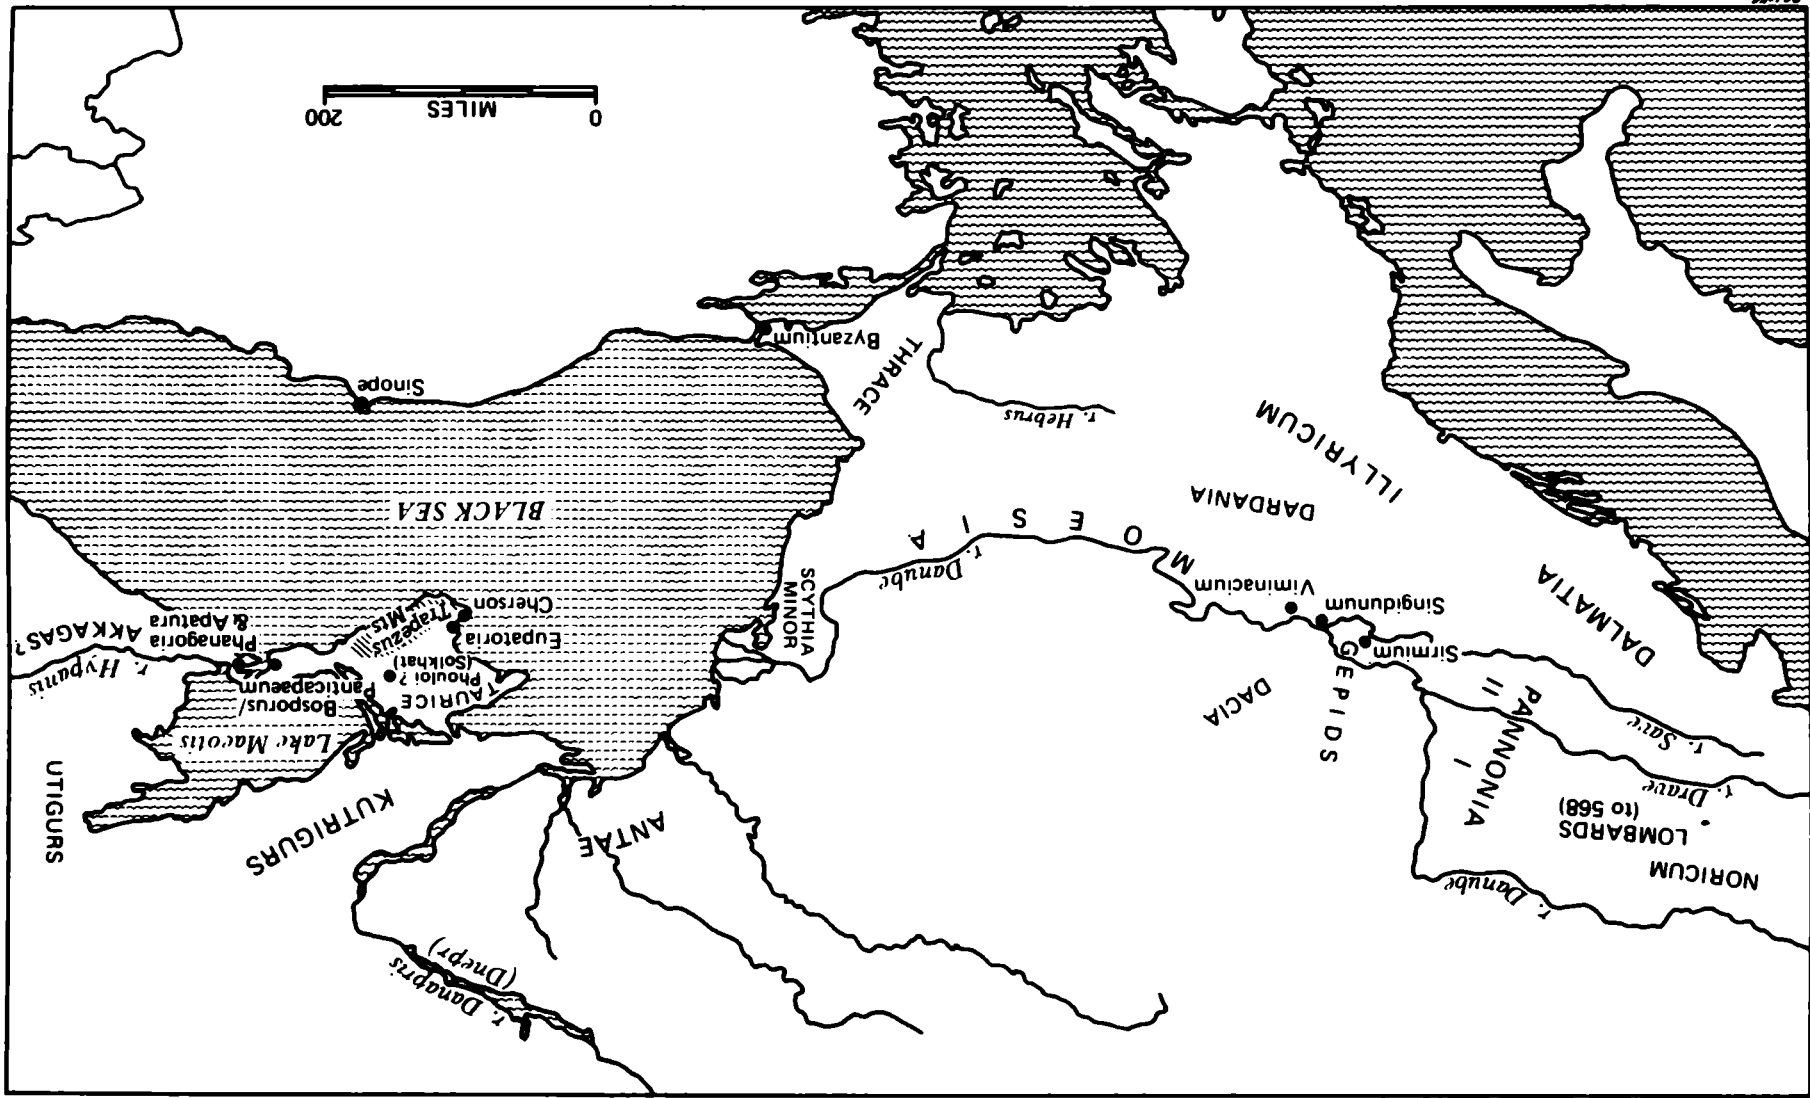 NORICUM
LOMBARDS
(to 568)
r. Danube
r. Drave
r. Save
PANNONIA
I
II
Sirmium
Singidunum
Viminacium
GEPIDS
DACIA
DALMATIA
ILLYRICUM
DARDANIA
MOESIA
r. Danube
SCYTHIA
MINOR
r. Hebrus
THRACE
Byzantium
ANTAE
r. Danapris
(Dnepr)
KUTRIGURS
UTIGURS
Lake Maeotis
TAURICE
Phouloi?
(Solkhat)
Bosporus/
Panticapaeum
Eupatoria
Cherson
Trapezus
Mts
Phanagoria
& Apatura
AKKAGAS?
r. Hypanis
BLACK SEA
Sinope
0 MILES 200